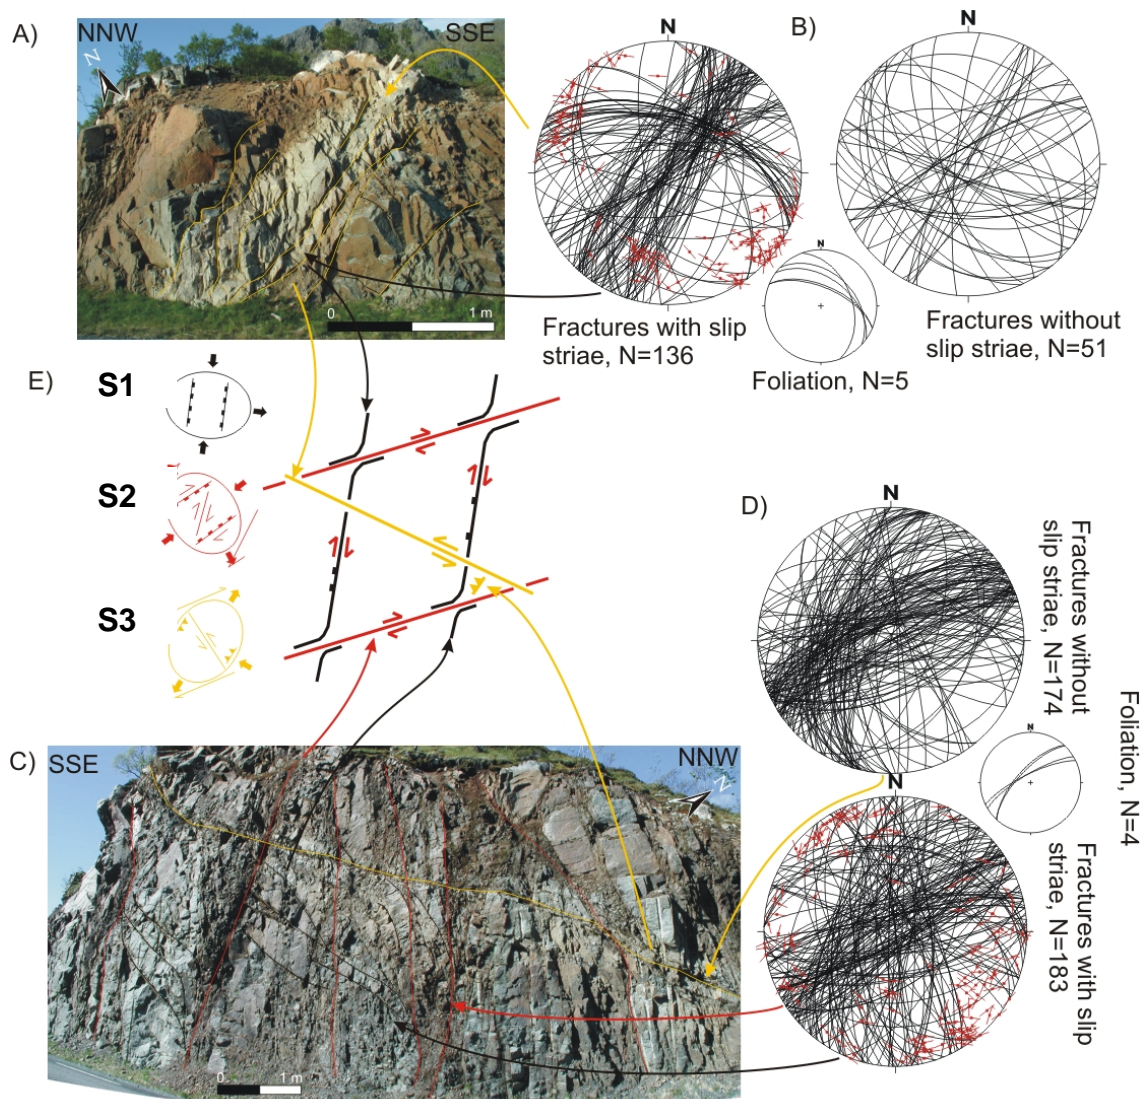 A)
NNW
SSE
N
0
1 m
N
Fractures with slip
striae, N=136
B)
N
Fractures without
slip striae, N=51
N
Foliation, N=5
E)
S1
S2
S3
D)
N
Fractures without
slip striae, N=174
N
Foliation, N=4
N
Fractures with slip
striae, N=183
C)
SSE
NNW
N
0
1 m